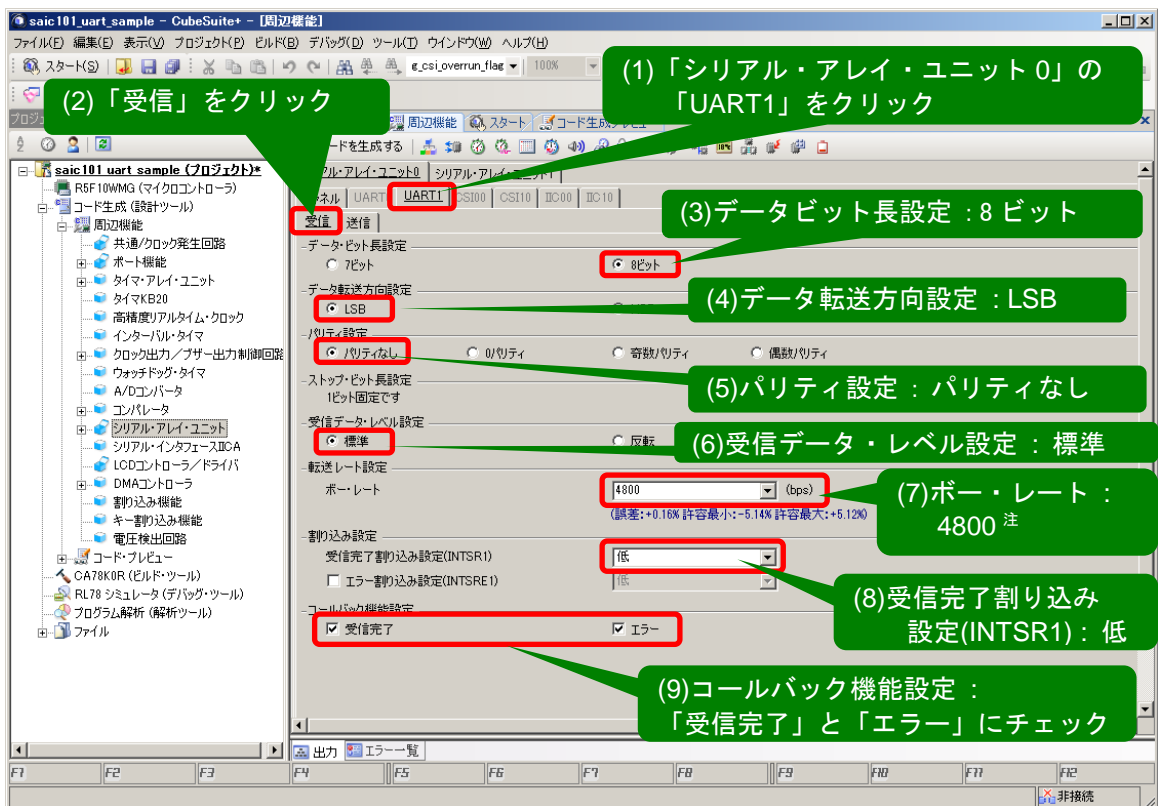 saic101_uart_sample - CubeSuite+ - [周辺機能]
ファイル(F) 編集(E) 表示(V) プロジェクト(P) ビルド(B) デバッグ(D) ツール(T) ウインドウ(W) ヘルプ(H)
スタート(S) g_csi_overrun_flag 100%
(1)「シリアル・アレイ・ユニット 0」の
「UART1」をクリック
(2)「受信」をクリック
周辺機能 スタート
ードを生成する
saic101_uart_sample (プロジェクト)*
R5F10WMG (マイクロコントローラ)
コード生成 (設計ツール)
周辺機能
共通/クロック発生回路
ポート機能
タイマ・アレイ・ユニット
タイマKB20
高精度リアルタイム・クロック
インターバル・タイマ
クロック出力/ブザー出力制御回路
ウォッチドッグ・タイマ
A/Dコンバータ
コンパレータ
シリアル・アレイ・ユニット
シリアル・インタフェースIICA
LCDコントローラ/ドライバ
DMAコントローラ
割り込み機能
キー割り込み機能
電圧検出回路
コード・プレビュー
CA78K0R (ビルド・ツール)
RL78 シミュレータ (デバッグ・ツール)
プログラム解析 (解析ツール)
ファイル
アル・アレイ・ユニット0
ネル UART UART1 CSI00 CSI10 IIC00 IIC10
受信 送信
(3)データビット長設定 : 8 ビット
データ・ビット長設定
7ビット 8ビット
データ転送方向設定
LSB
(4)データ転送方向設定 : LSB
パリティ設定
パリティなし 0パリティ 奇数パリティ 偶数パリティ
(5)パリティ設定 : パリティなし
ストップ・ビット長設定
1ビット固定です
受信データ・レベル設定
標準 反転
(6)受信データ・レベル設定 : 標準
転送レート設定
ボー・レート 4800 (bps)
(誤差:+0.16% 許容最小:-5.14% 許容最大:+5.12%)
(7)ボー・レート :
4800 注
割り込み設定
受信完了割り込み設定(INTSR1) 低
エラー割り込み設定(INTSRE1) 低
(8)受信完了割り込み
設定(INTSR1) : 低
コールバック機能設定
受信完了 エラー
(9)コールバック機能設定 :
「受信完了」と「エラー」にチェック
出力 エラー一覧
F1 F2 F3 F4 F5 F6 F7 F8 F9 F10 F11 F12
非接続